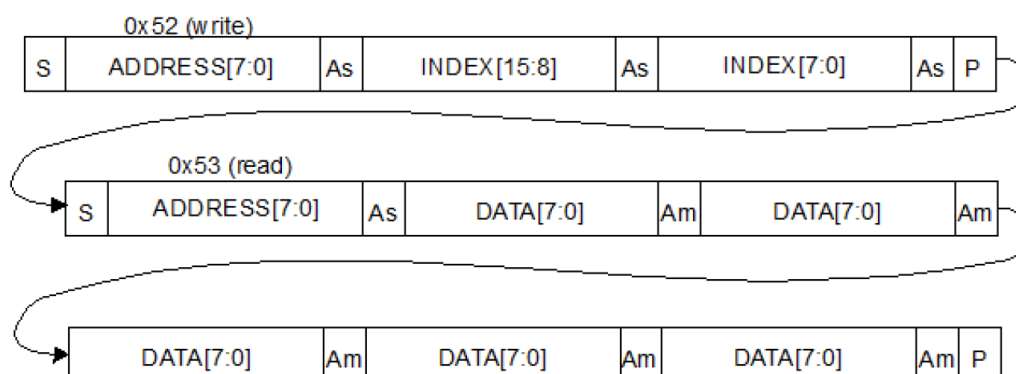 0x52 (write)
S ADDRESS[7:0] As INDEX[15:8] As INDEX[7:0] As P
0x53 (read)
S ADDRESS[7:0] As DATA[7:0] Am DATA[7:0] Am
DATA[7:0] Am DATA[7:0] Am DATA[7:0] Am P